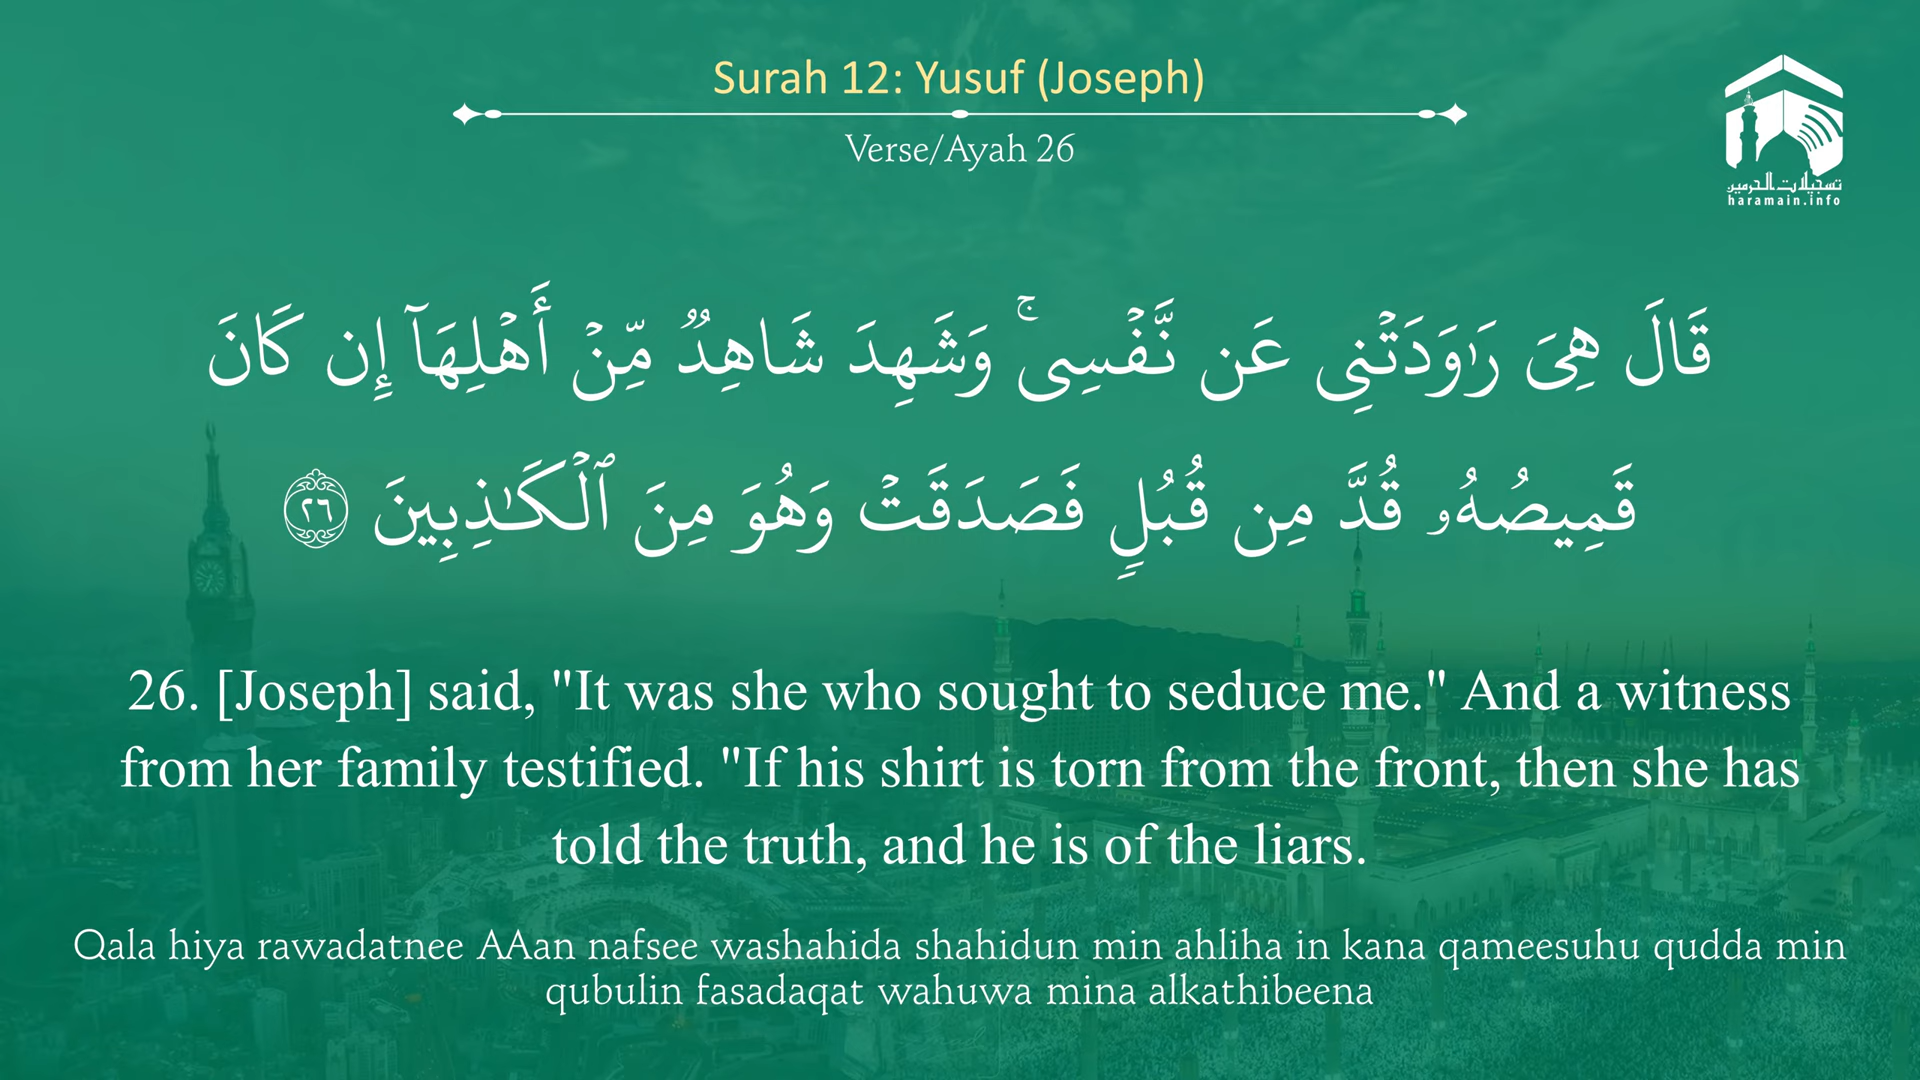 Surah 12: Yusuf (Joseph)
Verse/Ayah 26
تسجيلات الحرمين
haramain.info
قَالَ هِىَ رَٰوَدَتْنِى عَن نَّفْسِى ۚ وَشَهِدَ شَاهِدٌ مِّنْ أَهْلِهَآ إِن كَانَ
قَمِيصُهُۥ قُدَّ مِن قُبُلٍ فَصَدَقَتْ وَهُوَ مِنَ ٱلْكَـٰذِبِينَ ٢٦
26. [Joseph] said, "It was she who sought to seduce me." And a witness
from her family testified. "If his shirt is torn from the front, then she has
told the truth, and he is of the liars.
Qala hiya rawadatnee AAan nafsee washahida shahidun min ahliha in kana qameesuhu qudda min
qubulin fasadaqat wahuwa mina alkathibeena